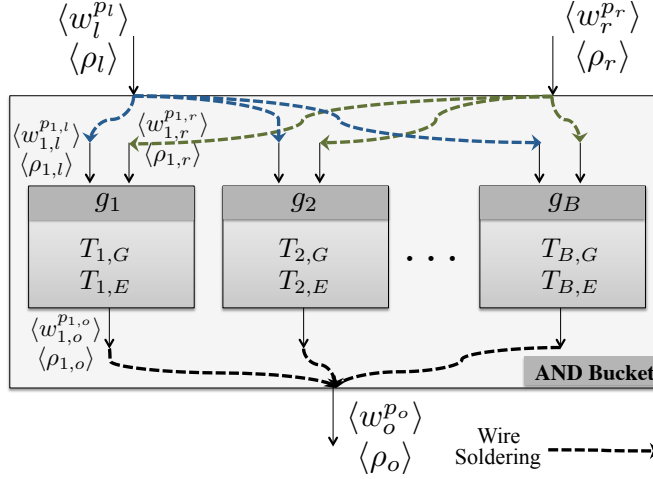 ⟨w_l^{p_l}⟩ ⟨w_r^{p_r}⟩
⟨ρ_l⟩ ⟨ρ_r⟩
⟨w_{1,l}^{p_{1,l}}⟩ ⟨w_{1,r}^{p_{1,r}}⟩
⟨ρ_{1,l}⟩ ⟨ρ_{1,r}⟩
g_1 g_2 g_B
T_{1,G} T_{2,G} · · · T_{B,G}
T_{1,E} T_{2,E} T_{B,E}
⟨w_{1,o}^{p_{1,o}}⟩
⟨ρ_{1,o}⟩
AND Bucket
⟨w_o^{p_o}⟩
⟨ρ_o⟩
Wire
Soldering